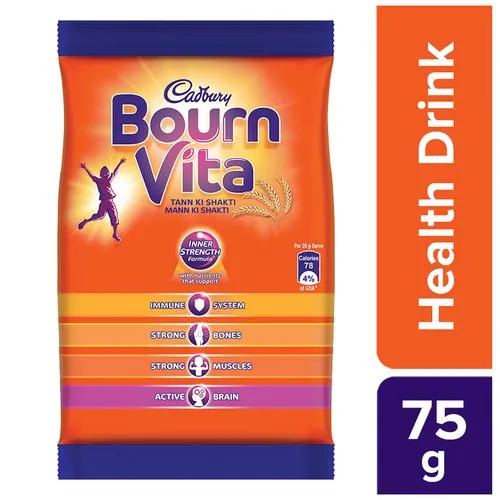 Cadbury
Bourn
Vita
TANN KI SHAKTI
MANN KI SHAKTI
INNER
STRENGTH
Formula
with nutrients
that support
Per 20 g Serve
Calories
78
4%
of GDA*
IMMUNE SYSTEM
STRONG BONES
STRONG MUSCLES
ACTIVE BRAIN
Health Drink
75
g